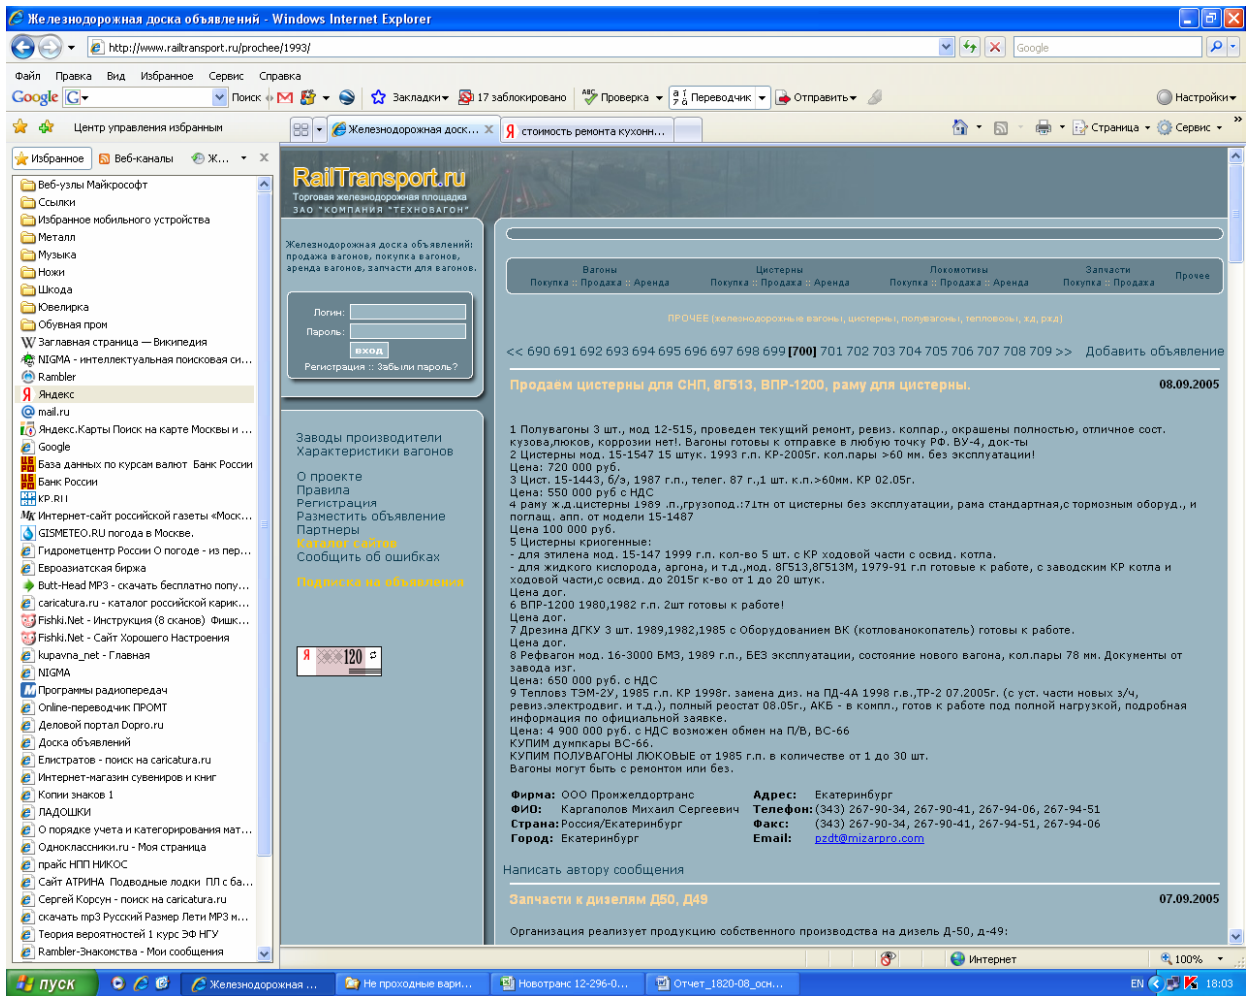 Железнодорожная доска объявлений - Windows Internet Explorer
http://www.railtransport.ru/prochee/1993/
Google
Файл Правка Вид Избранное Сервис Справка
Google G Поиск Закладки 17 заблокировано Проверка Переводчик Отправить Настройки
Центр управления избранным
Железнодорожная доск...
стоимость ремонта кухонн...
Страница Сервис
Избранное Веб-каналы Ж...
Веб-узлы Майкрософт
Ссылки
Избранное мобильного устройства
Металл
Музыка
Ножи
Шкода
Ювелирка
Обувная пром
Заглавная страница — Википедия
NIGMA - интеллектуальная поисковая си...
Rambler
Яндекс
mail.ru
Яндекс.Карты Поиск на карте Москвы и ...
Google
База данных по курсам валют Банк России
Банк России
KP.RU
Интернет-сайт российской газеты «Моск...
GISMETEO.RU погода в Москве.
Гидрометцентр России О погоде - из пер...
Евроазиатская биржа
Butt-Head MP3 - скачать бесплатно попу...
caricatura.ru - каталог российской карик...
Fishki.Net - Инструкция (8 сканов) Фишк...
Fishki.Net - Сайт Хорошего Настроения
kupavna_net - Главная
NIGMA
Программы радиопередач
Online-переводчик ПРОМТ
Деловой портал Dopro.ru
Доска объявлений
Елистратов - поиск на caricatura.ru
Интернет-магазин сувениров и книг
Копии знаков 1
ЛАДОШКИ
О порядке учета и категорирования мат...
Одноклассники.ru - Моя страница
прайс НПП НИКОС
Сайт АТРИНА Подводные лодки ПЛ с ба...
Сергей Корсун - поиск на caricatura.ru
скачать mp3 Русский Размер Лети MP3 м...
Теория вероятностей 1 курс ЭФ НГУ
Rambler-Знакомства - Мои сообщения
RailTransport.ru
Торговая железнодорожная площадка
ЗАО "КОМПАНИЯ "ТЕХНОВАГОН"
Железнодорожная доска объявлений:
продажа вагонов, покупка вагонов,
аренда вагонов, запчасти для вагонов.
Логин:
Пароль:
вход
Регистрация :: Забыли пароль?
Заводы производители
Характеристики вагонов
О проекте
Правила
Регистрация
Разместить объявление
Партнеры
Каталог сайтов
Сообщить об ошибках
Подписка на объявления
Я 120
Вагоны Цистерны Локомотивы Запчасти Прочее
Покупка :: Продажа :: Аренда Покупка :: Продажа :: Аренда Покупка :: Продажа :: Аренда Покупка :: Продажа
ПРОЧЕЕ (железнодорожные вагоны, цистерны, полувагоны, тепловозы, жд, ржд)
<< 690 691 692 693 694 695 696 697 698 699 [700] 701 702 703 704 705 706 707 708 709 >> Добавить объявление
Продаём цистерны для СНП, 8Г513, ВПР-1200, раму для цистерны. 08.09.2005
1 Полувагоны 3 шт., мод 12-515, проведен текущий ремонт, ревиз. колпар., окрашены полностью, отличное сост.
кузова,люков, коррозии нет!. Вагоны готовы к отправке в любую точку РФ. ВУ-4, док-ты
2 Цистерны мод. 15-1547 15 штук. 1993 г.п. КР-2005г. кол.пары >60 мм. без эксплуатации!
Цена: 720 000 руб.
3 Цист. 15-1443, б/э, 1987 г.п., телег. 87 г.,1 шт. к.п.>60мм. КР 02.05г.
Цена: 550 000 руб с НДС
4 раму ж.д.цистерны 1989 .п.,грузопод.:71тн от цистерны без эксплуатации, рама стандартная,с тормозным оборуд., и
поглащ. апп. от модели 15-1487
Цена 100 000 руб.
5 Цистерны криогенные:
- для этилена мод. 15-147 1999 г.п. кол-во 5 шт. с КР ходовой части с освид. котла.
- для жидкого кислорода, аргона, и т.д.,мод. 8Г513,8Г513М, 1979-91 г.п готовые к работе, с заводским КР котла и
ходовой части,с освид. до 2015г к-во от 1 до 20 штук.
Цена дог.
6 ВПР-1200 1980,1982 г.п. 2шт готовы к работе!
Цена дог.
7 Дрезина ДГКУ 3 шт. 1989,1982,1985 с Оборудованием ВК (котлованокопатель) готовы к работе.
Цена дог.
8 Рефвагон мод. 16-3000 БМЗ, 1989 г.п., БЕЗ эксплуатации, состояние нового вагона, кол.пары 78 мм. Документы от
завода изг.
Цена: 650 000 руб. с НДС
9 Тепловз ТЭМ-2У, 1985 г.п. КР 1998г. замена диз. на ПД-4А 1998 г.в.,ТР-2 07.2005г. (с уст. части новых з/ч,
ревиз.электродвиг. и т.д.), полный реостат 08.05г., АКБ - в компл., готов к работе под полной нагрузкой, подробная
информация по официальной заявке.
Цена: 4 900 000 руб. с НДС возможен обмен на П/В, ВС-66
КУПИМ думпкары ВС-66.
КУПИМ ПОЛУВАГОНЫ ЛЮКОВЫЕ от 1985 г.п. в количестве от 1 до 30 шт.
Вагоны могут быть с ремонтом или без.
Фирма: ООО Промжелдортранс Адрес: Екатеринбург
ФИО: Каргаполов Михаил Сергеевич Телефон: (343) 267-90-34, 267-90-41, 267-94-06, 267-94-51
Страна: Россия/Екатеринбург Факс: (343) 267-90-34, 267-90-41, 267-94-51, 267-94-06
Город: Екатеринбург Email: pzdt@mizarpro.com
Написать автору сообщения
Запчасти к дизелям Д50, Д49 07.09.2005
Организация реализует продукцию собственного производства на дизель Д-50, д-49:
Интернет 100%
пуск Железнодорожная ... Не проходные вари... Новотранс 12-296-0... Отчет_1820-08_осн... EN 18:03